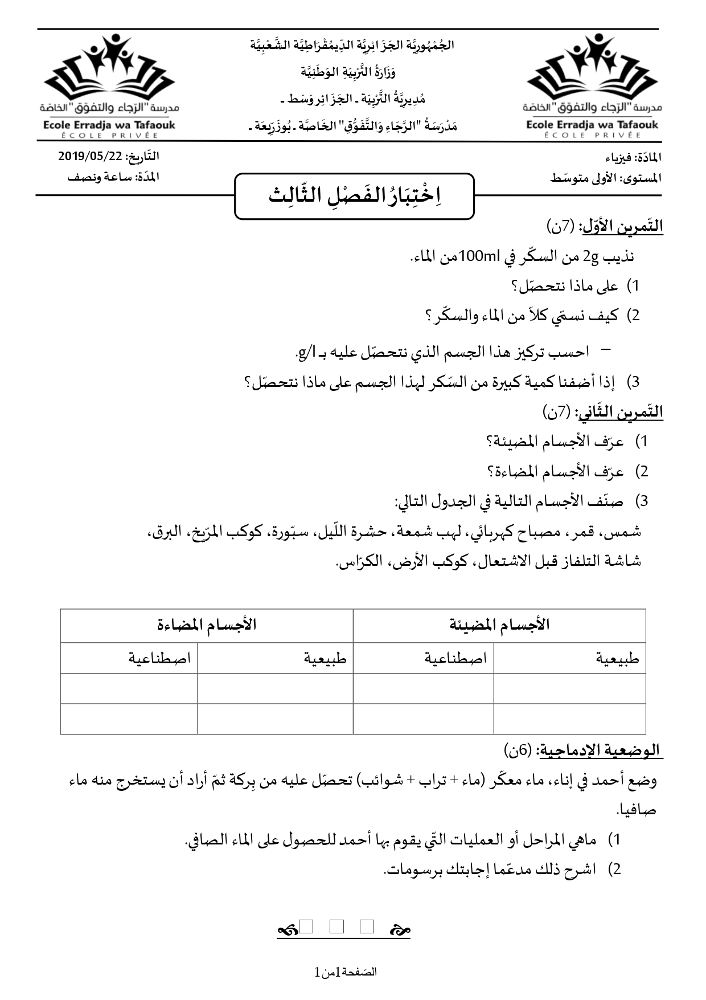 الجُمْهُورِيَّة الجَزَائِرِيَّة الدِّيمُقْرَاطِيَّة الشَّعْبِيَّة
وَزَارَةُ التَّرْبِيَةِ الوَطَنِيَّة
مُدِيرِيَّةُ التَّرْبِيَة ـ الجَزَائِر وَسَط ـ
مَدْرَسَةُ "الرَّجَاءِ وَالتَّفَوُّقِ" الخَاصَّة ـ بُوزَرِّيعَة ـ
مدرسة "الرّجاء والتفوّق" الخاصّة
Ecole Erradja wa Tafaouk
ÉCOLE PRIVÉE
مدرسة "الرّجاء والتفوّق" الخاصّة
Ecole Erradja wa Tafaouk
ÉCOLE PRIVÉE
المادّة: فيزياء
التّاريخ: 2019/05/22
المستوى: الأولى متوسّط
المدّة: ساعة ونصف
اِخْتِبَارُ الفَصْلِ الثّالِث
التّمرين الأوّل: (7ن)
نذيب 2g من السكّر في 100ml من الماء.
1) على ماذا نتحصّل؟
2) كيف نسمّي كلاّ من الماء والسكّر ؟
– احسب تركيز هذا الجسم الذي نتحصّل عليه بـ g/l.
3) إذا أضفنا كمية كبيرة من السّكر لهذا الجسم على ماذا نتحصّل؟
التّمرين الثّاني: (7ن)
1) عرّف الأجسام المضيئة؟
2) عرّف الأجسام المضاءة؟
3) صنّف الأجسام التالية في الجدول التالي:
شمس، قمر، مصباح كهربائي، لهب شمعة، حشرة اللّيل، سبّورة، كوكب المرّيخ، البرق،
شاشة التلفاز قبل الاشتعال، كوكب الأرض، الكرّاس.
الأجسام المضيئة الأجسام المضاءة
طبيعية اصطناعية طبيعية اصطناعية
الوضعية الإدماجية: (6ن)
وضع أحمد في إناء، ماء معكّر (ماء + تراب + شوائب) تحصّل عليه من بِركة ثمّ أراد أن يستخرج منه ماء
صافيا.
1) ماهي المراحل أو العمليات التّي يقوم بها أحمد للحصول على الماء الصافي.
2) اشرح ذلك مدعّما إجابتك برسومات.
الصّفحة 1 من 1